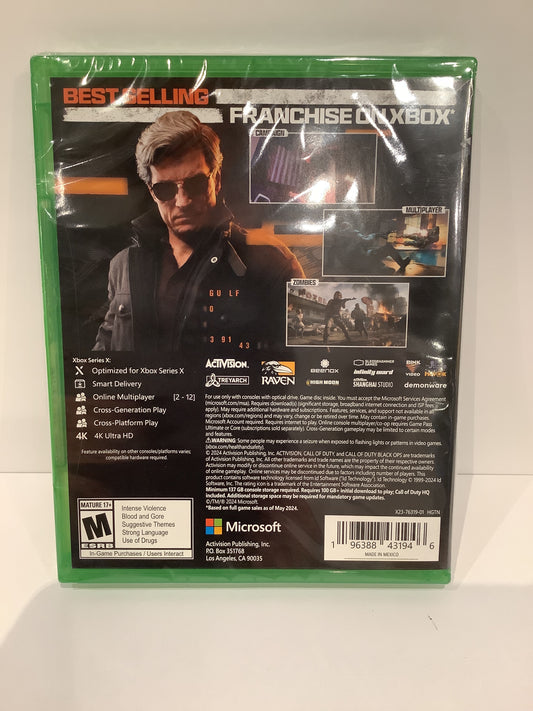 BEST SELLING
FRANCHISE ON XBOX*
CAMPAIGN
MULTIPLAYER
ZOMBIES
GULF
0
3 91 43
Xbox Series X:
Optimized for Xbox Series X
Smart Delivery
Online Multiplayer [2 - 12]
Cross-Generation Play
Cross-Platform Play
4K 4K Ultra HD
Feature availability on other consoles/platforms varies;
compatible hardware required.
ACTIVISION.
TREYARCH
RAVEN
BEENOX
HIGH MOON
SLEDGEHAMMER GAMES
infinity ward
ACTIVISION
SHANGHAI STUDIO
BINK
VIDEO
demonware
For use only with consoles with optical drive. Game disc inside. You must accept the Microsoft Services Agreement
(microsoft.com/msa). Requires download(s) (significant storage, broadband internet connection and ISP fees
apply). May require additional hardware and subscriptions. Features, services, and support not available in all
regions (xbox.com/regions) and may vary, change or be retired over time. May contain in-game purchases.
Microsoft Account required. Requires internet to play. Online console multiplayer/co-op requires Game Pass
Ultimate or Core (subscriptions sold separately). Cross-Generation gameplay may be limited to certain modes
and features.
WARNING: Some people may experience a seizure when exposed to flashing lights or patterns in video games
(xbox.com/healthandsafety).
© 2024 Activision Publishing, Inc. ACTIVISION, CALL OF DUTY, and CALL OF DUTY BLACK OPS are trademarks
of Activision Publishing, Inc. All other trademarks and trade names are the properties of their respective owners
Activision may modify or discontinue online service in the future, which may impact the continued availability
of online gameplay. Online service may be discontinued due to factors including number of players. This
product contains software technology licensed from Id Software ("Id Technology"). Id Technology © 1999-2024 Id
Software, Inc. The rating icon is a trademark of the Entertainment Software Association.
Minimum 137 GB console storage required. Requires 100 GB+ initial download to play; Call of Duty HQ
included. Additional storage space may be required for mandatory game updates.
©/TM/® 2024 Microsoft.
*Based on full game sales as of May 2024.
X23-76319-01 HGTN
MATURE 17+
M
ESRB
Intense Violence
Blood and Gore
Suggestive Themes
Strong Language
Use of Drugs
In-Game Purchases / Users Interact
Microsoft
Activision Publishing, Inc.
P.O. Box 351768
Los Angeles, CA 90035
1 96388 43194 6
MADE IN MEXICO